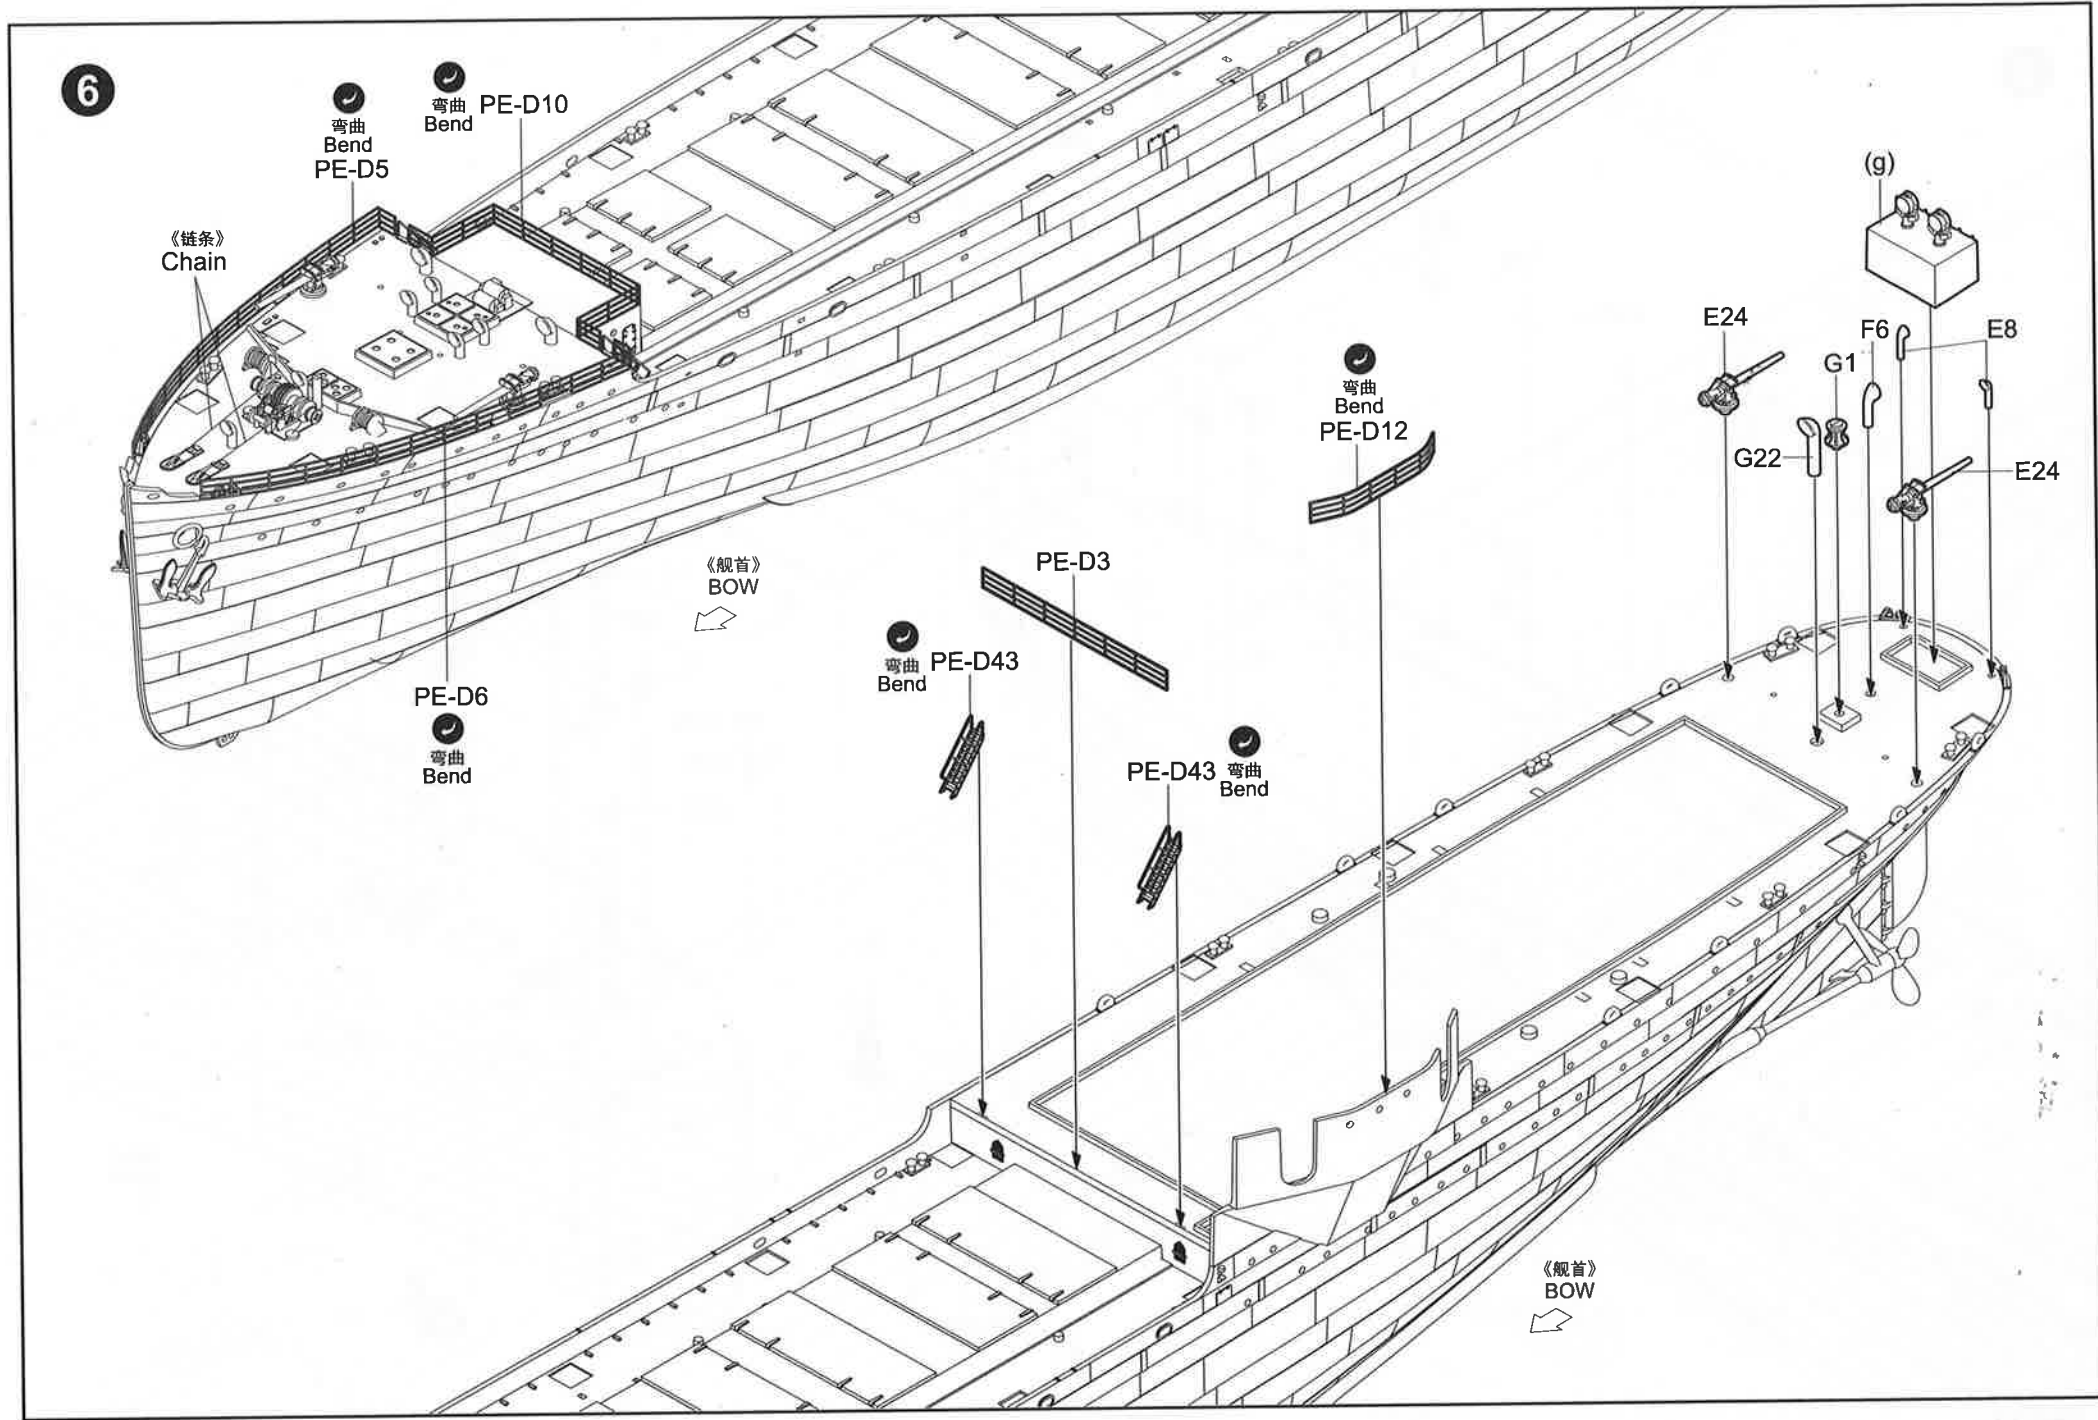 6
弯曲
Bend
PE-D5
弯曲
Bend
PE-D10
《链条》
Chain
PE-D6
弯曲
Bend
《舰首》
BOW
弯曲
Bend
PE-D43
PE-D3
PE-D43
弯曲
Bend
弯曲
Bend
PE-D12
(g)
E24
G1
F6
E8
G22
E24
《舰首》
BOW